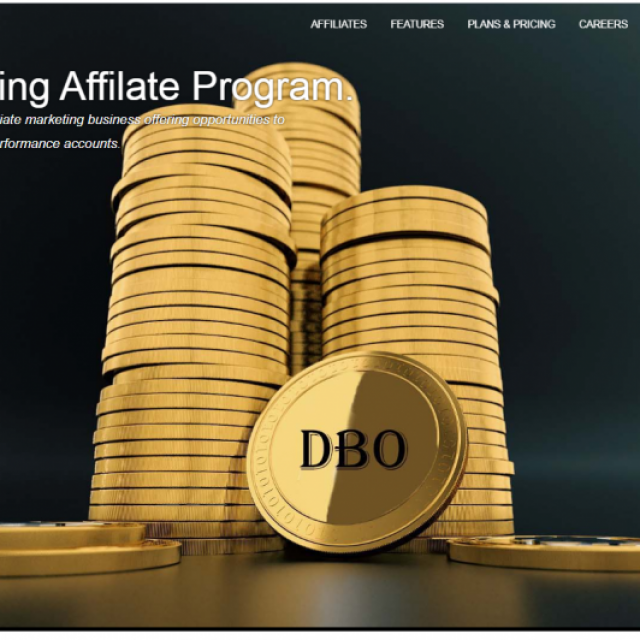 AFFILIATES FEATURES PLANS & PRICING CAREERS
ing Affilate Program.
iate marketing business offering opportunities to
rformance accounts.
DBO